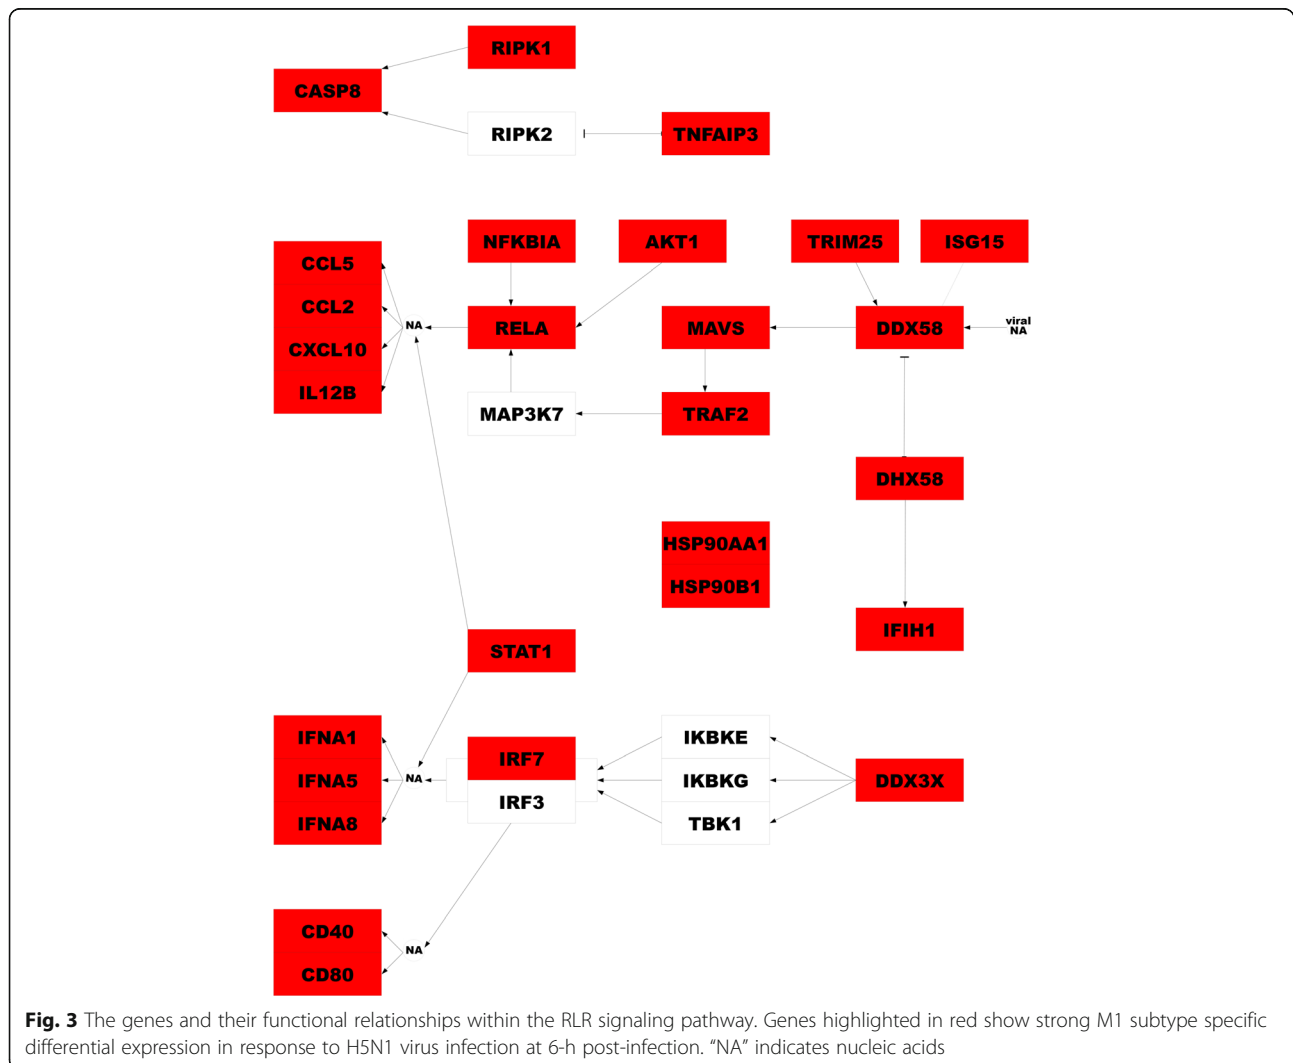 RIPK1
CASP8
RIPK2
TNFAIP3
NFKBIA
AKT1
TRIM25
ISG15
CCL5
CCL2
CXCL10
IL12B
NA
RELA
MAVS
DDX58
viral
NA
MAP3K7
TRAF2
DHX58
HSP90AA1
HSP90B1
IFIH1
STAT1
IFNA1
IFNA5
IFNA8
NA
IRF7
IRF3
IKBKE
IKBKG
TBK1
DDX3X
CD40
CD80
NA
Fig. 3 The genes and their functional relationships within the RLR signaling pathway. Genes highlighted in red show strong M1 subtype specific
differential expression in response to H5N1 virus infection at 6-h post-infection. “NA” indicates nucleic acids